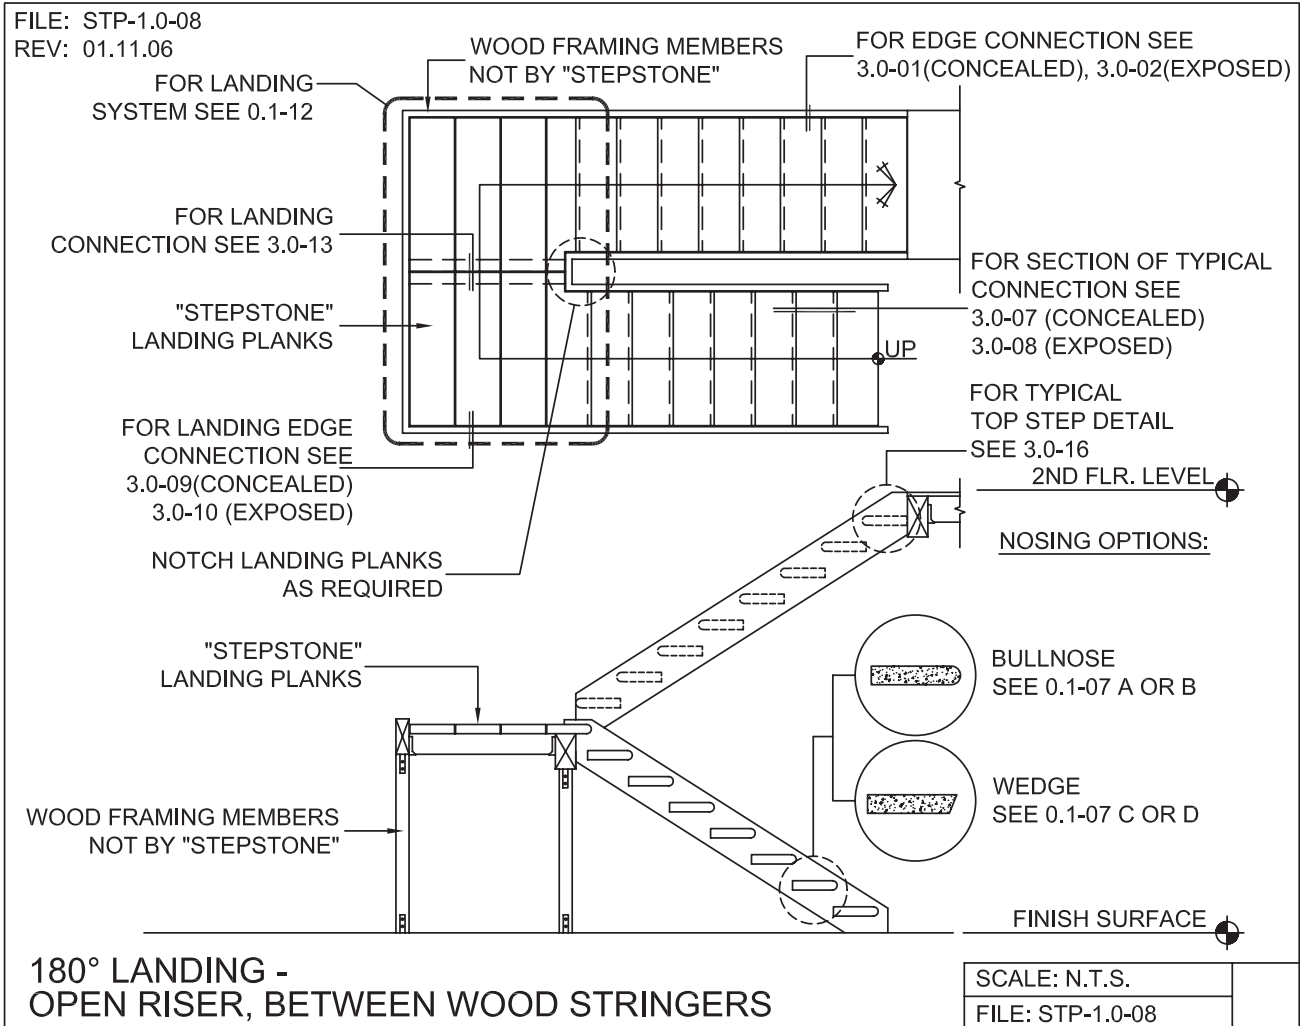 FILE: STP-1.0-08
REV: 01.11.06
FOR LANDING
SYSTEM SEE 0.1-12
WOOD FRAMING MEMBERS
NOT BY "STEPSTONE"
FOR EDGE CONNECTION SEE
3.0-01(CONCEALED), 3.0-02(EXPOSED)
FOR LANDING
CONNECTION SEE 3.0-13
"STEPSTONE"
LANDING PLANKS
FOR SECTION OF TYPICAL
CONNECTION SEE
3.0-07 (CONCEALED)
3.0-08 (EXPOSED)
UP
FOR TYPICAL
TOP STEP DETAIL
SEE 3.0-16
FOR LANDING EDGE
CONNECTION SEE
3.0-09(CONCEALED)
3.0-10 (EXPOSED)
2ND FLR. LEVEL
NOTCH LANDING PLANKS
AS REQUIRED
NOSING OPTIONS:
"STEPSTONE"
LANDING PLANKS
BULLNOSE
SEE 0.1-07 A OR B
WEDGE
SEE 0.1-07 C OR D
WOOD FRAMING MEMBERS
NOT BY "STEPSTONE"
FINISH SURFACE
180° LANDING -
OPEN RISER, BETWEEN WOOD STRINGERS
SCALE: N.T.S.
FILE: STP-1.0-08